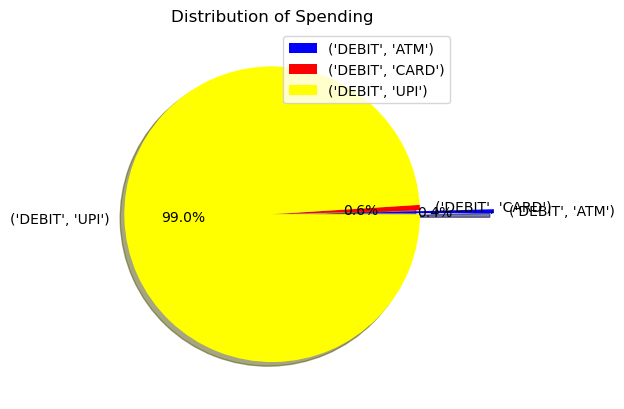 Distribution of Spending
('DEBIT', 'ATM')
('DEBIT', 'CARD')
('DEBIT', 'UPI')
('DEBIT', 'CARD')
('DEBIT', 'ATM')
0.6%
0.4%
('DEBIT', 'UPI')
99.0%